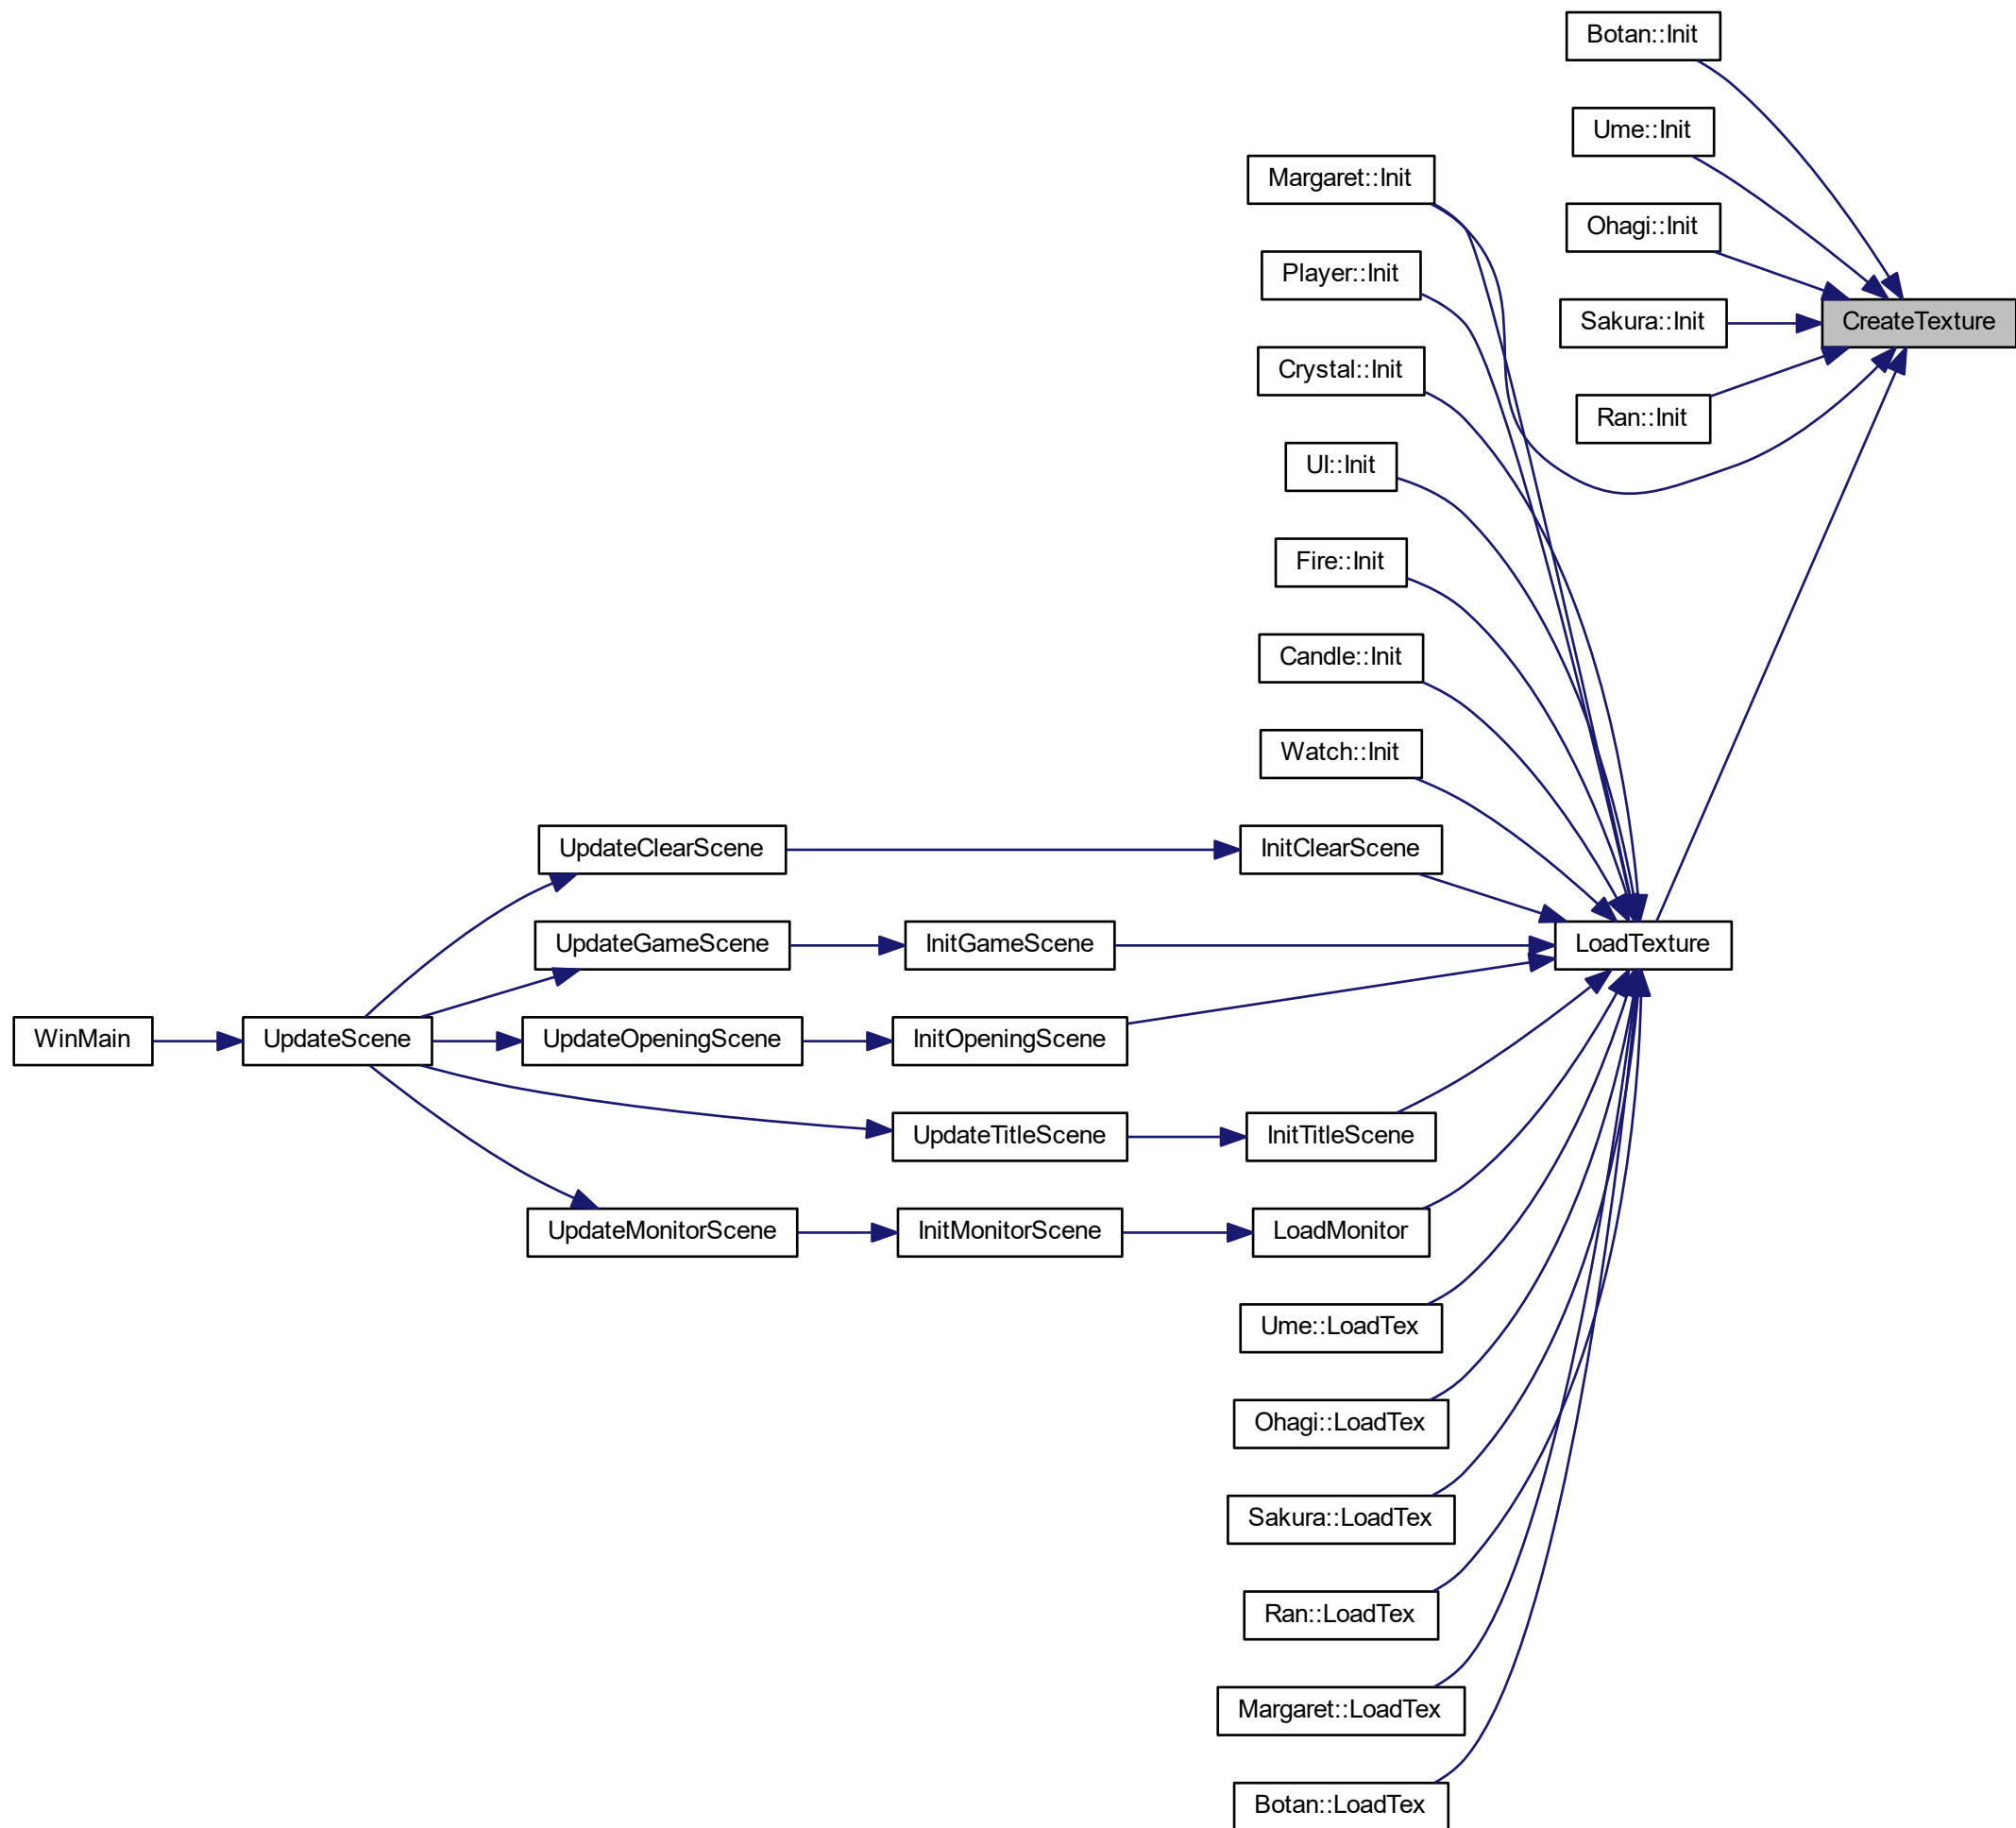 Botan::Init
Ume::Init
Margaret::Init
Ohagi::Init
Player::Init
Sakura::Init
CreateTexture
Crystal::Init
Ran::Init
UI::Init
Fire::Init
Candle::Init
Watch::Init
UpdateClearScene
InitClearScene
UpdateGameScene
InitGameScene
LoadTexture
WinMain
UpdateScene
UpdateOpeningScene
InitOpeningScene
UpdateTitleScene
InitTitleScene
UpdateMonitorScene
InitMonitorScene
LoadMonitor
Ume::LoadTex
Ohagi::LoadTex
Sakura::LoadTex
Ran::LoadTex
Margaret::LoadTex
Botan::LoadTex